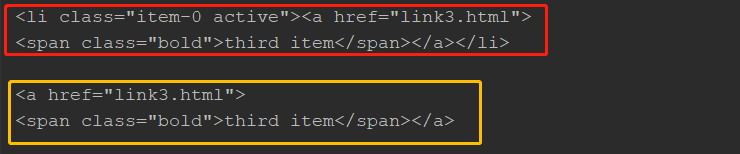 <li class="item-0 active"><a href="link3.html">
<span class="bold">third item</span></a></li>
<a href="link3.html">
<span class="bold">third item</span></a>